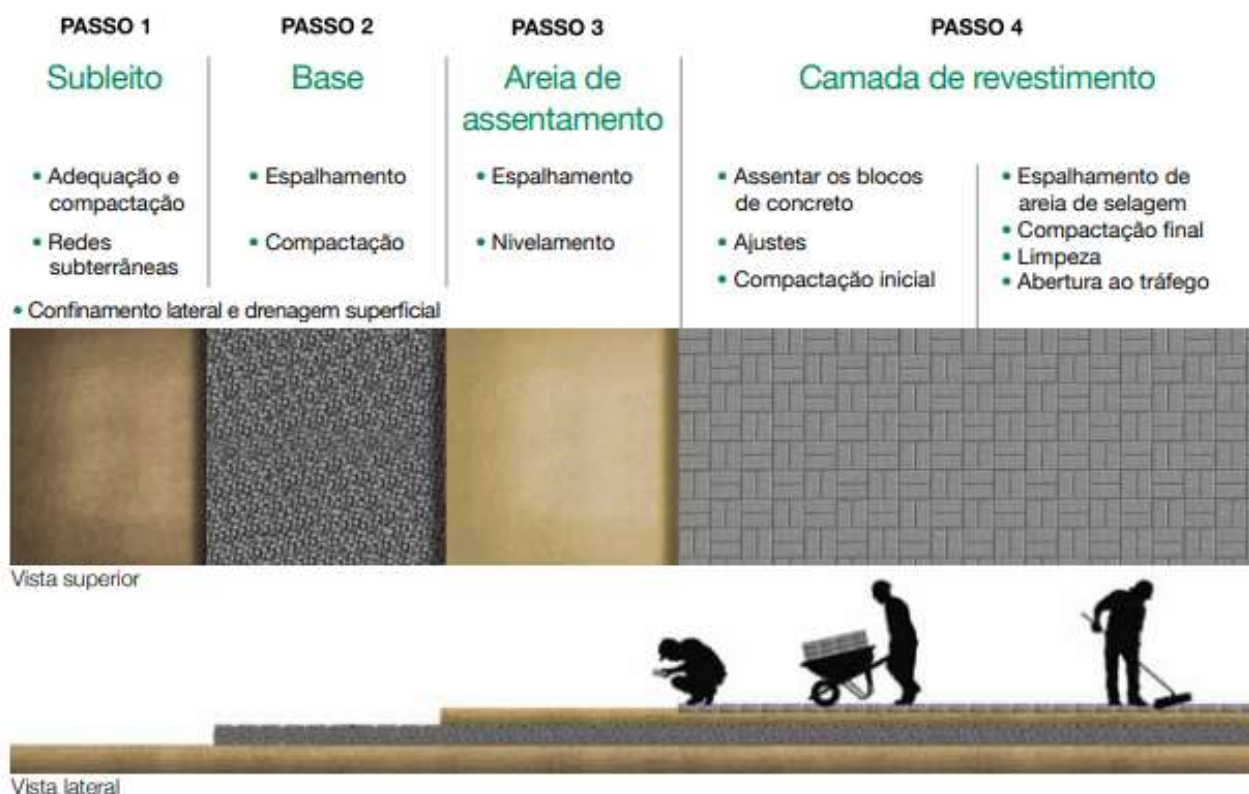 PASSO 1
Subleito
• Adequação e
compactação
• Redes
subterrâneas
PASSO 2
Base
• Espalhamento
• Compactação
• Confinamento lateral e drenagem superficial
PASSO 3
Areia de
assentamento
• Espalhamento
• Nivelamento
PASSO 4
Camada de revestimento
• Assentar os blocos
de concreto
• Ajustes
• Compactação inicial
• Espalhamento de
areia de selagem
• Compactação final
• Limpeza
• Abertura ao tráfego
Vista superior
Vista lateral